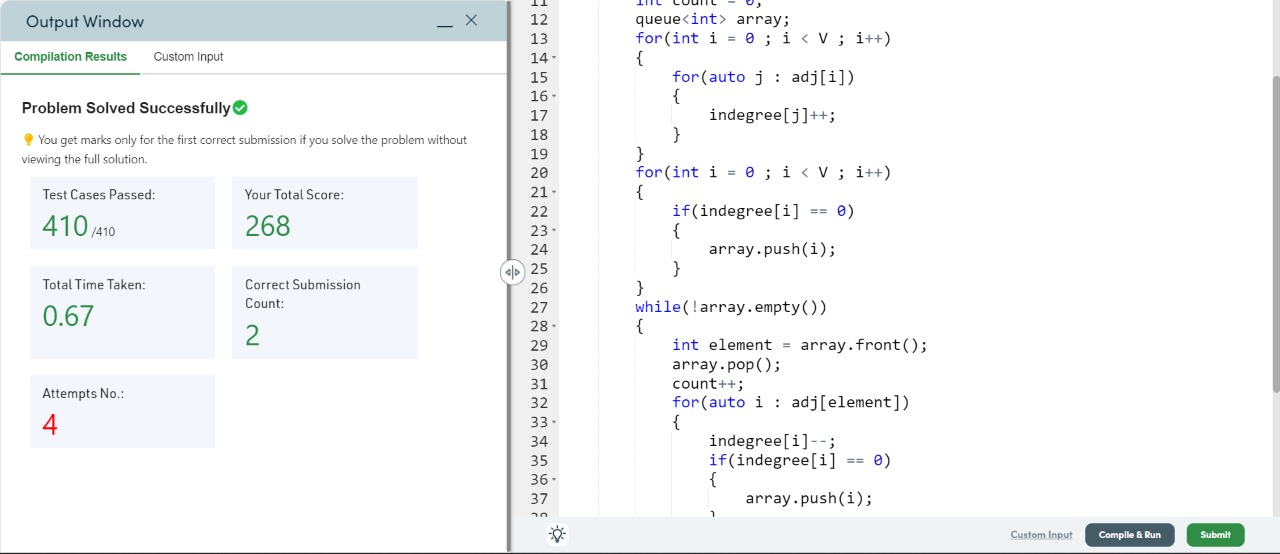 Output Window
Compilation Results
Custom Input
Problem Solved Successfully
You get marks only for the first correct submission if you solve the problem without
viewing the full solution.
Test Cases Passed:
410 /410
Your Total Score:
268
Total Time Taken:
0.67
Correct Submission
Count:
2
Attempts No.:
4
11 int count = 0;
12 queue<int> array;
13 for(int i = 0 ; i < V ; i++)
14 {
15 for(auto j : adj[i])
16 {
17 indegree[j]++;
18 }
19 }
20 for(int i = 0 ; i < V ; i++)
21 {
22 if(indegree[i] == 0)
23 {
24 array.push(i);
25 }
26 }
27 while(!array.empty())
28 {
29 int element = array.front();
30 array.pop();
31 count++;
32 for(auto i : adj[element])
33 {
34 indegree[i]--;
35 if(indegree[i] == 0)
36 {
37 array.push(i);
38 }
Custom Input
Compile & Run
Submit